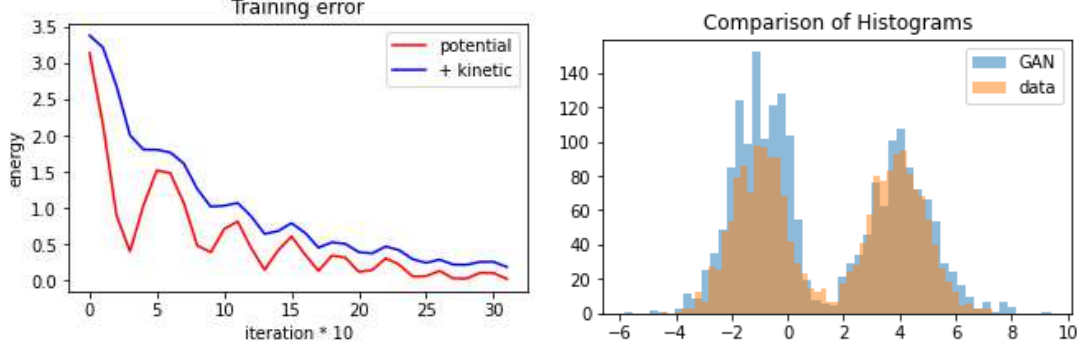 Training error
3.5
3.0
2.5
2.0
1.5
1.0
0.5
0.0
energy
potential
+ kinetic
0 5 10 15 20 25 30
iteration * 10
Comparison of Histograms
140
120
100
80
60
40
20
0
GAN
data
−6 −4 −2 0 2 4 6 8 10